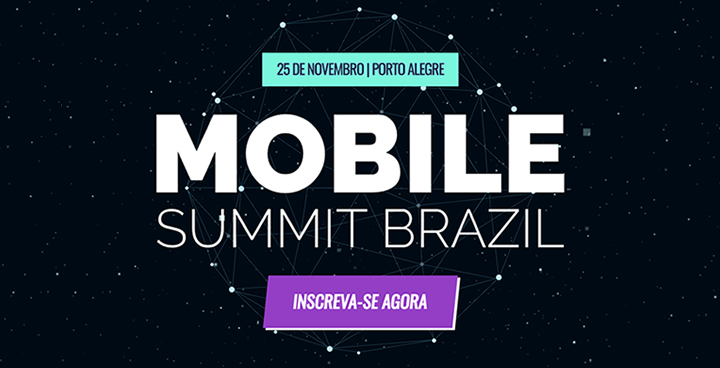 25 DE NOVEMBRO | PORTO ALEGRE
MOBILE
SUMMIT BRAZIL
INSCREVA-SE AGORA